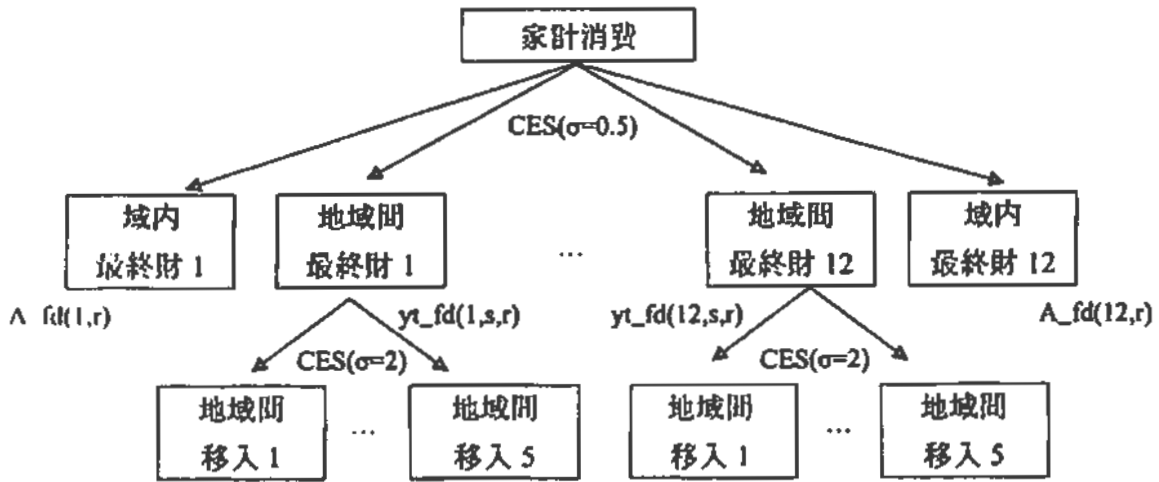 家計消費
CES(σ=0.5)
域内
最終財 1
地域間
最終財 1
...
地域間
最終財 12
域内
最終財 12
A_fd(1,r)
yt_fd(1,s,r)
yt_fd(12,s,r)
A_fd(12,r)
CES(σ=2)
CES(σ=2)
地域間
移入 1
...
地域間
移入 5
地域間
移入 1
...
地域間
移入 5